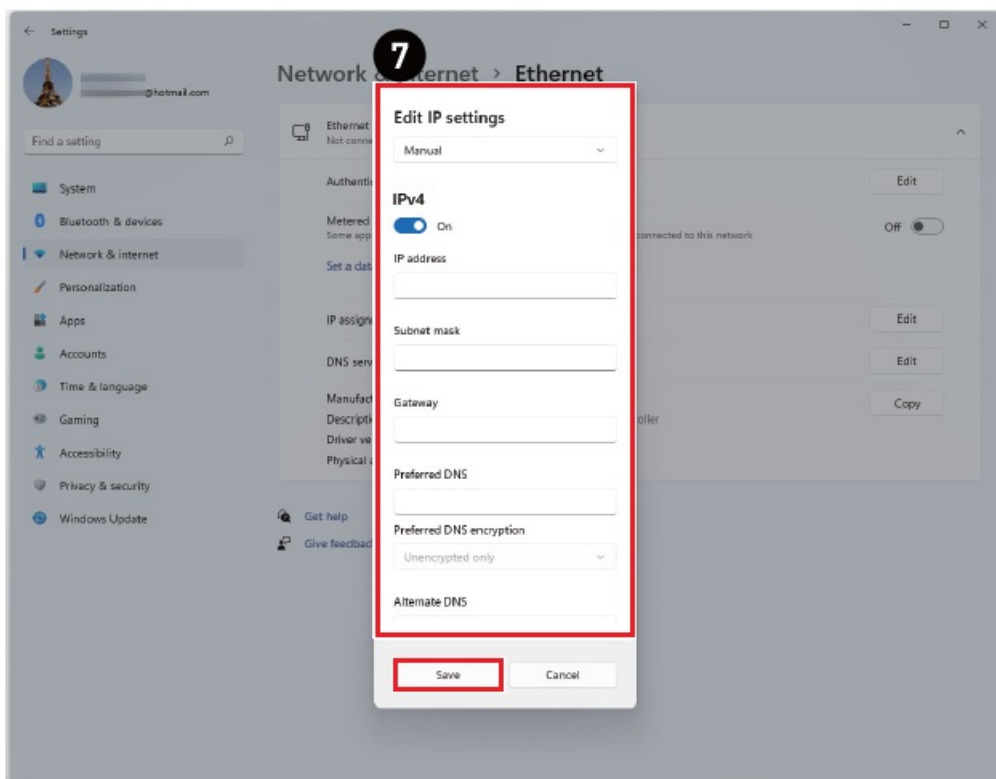 Settings
7
Network & Internet > Ethernet
@hotmail.com
Find a setting
System
Bluetooth & devices
Network & internet
Personalization
Apps
Accounts
Time & language
Gaming
Accessibility
Privacy & security
Windows Update
Ethernet
Not conne
Authenti
Edit
Metered
Some app
connected to this network
Off
Set a dat
IP assign
Edit
DNS serv
Edit
Manufact
Copy
Descripti
oller
Driver ve
Physical a
Get help
Give feedbac
Edit IP settings
Manual
IPv4
On
IP address
Subnet mask
Gateway
Preferred DNS
Preferred DNS encryption
Unencrypted only
Alternate DNS
Save
Cancel